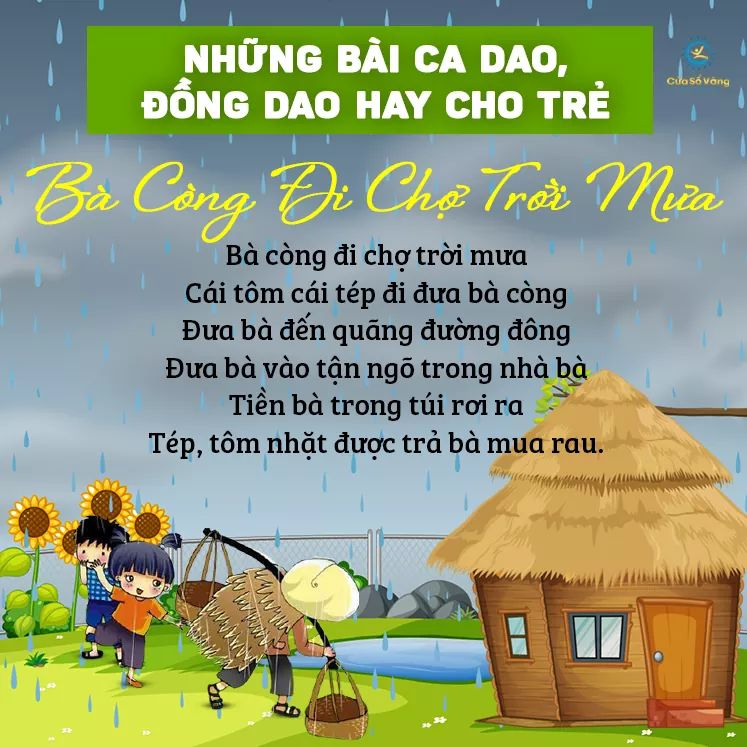 NHỮNG BÀI CA DAO,
ĐỒNG DAO HAY CHO TRẺ
Cửa Sổ Vàng
Bà Còng Đi Chợ Trời Mưa
Bà còng đi chợ trời mưa
Cái tôm cái tép đi đưa bà còng
Đưa bà đến quãng đường đông
Đưa bà vào tận ngõ trong nhà bà
Tiền bà trong túi rơi ra
Tép, tôm nhặt được trả bà mua rau.